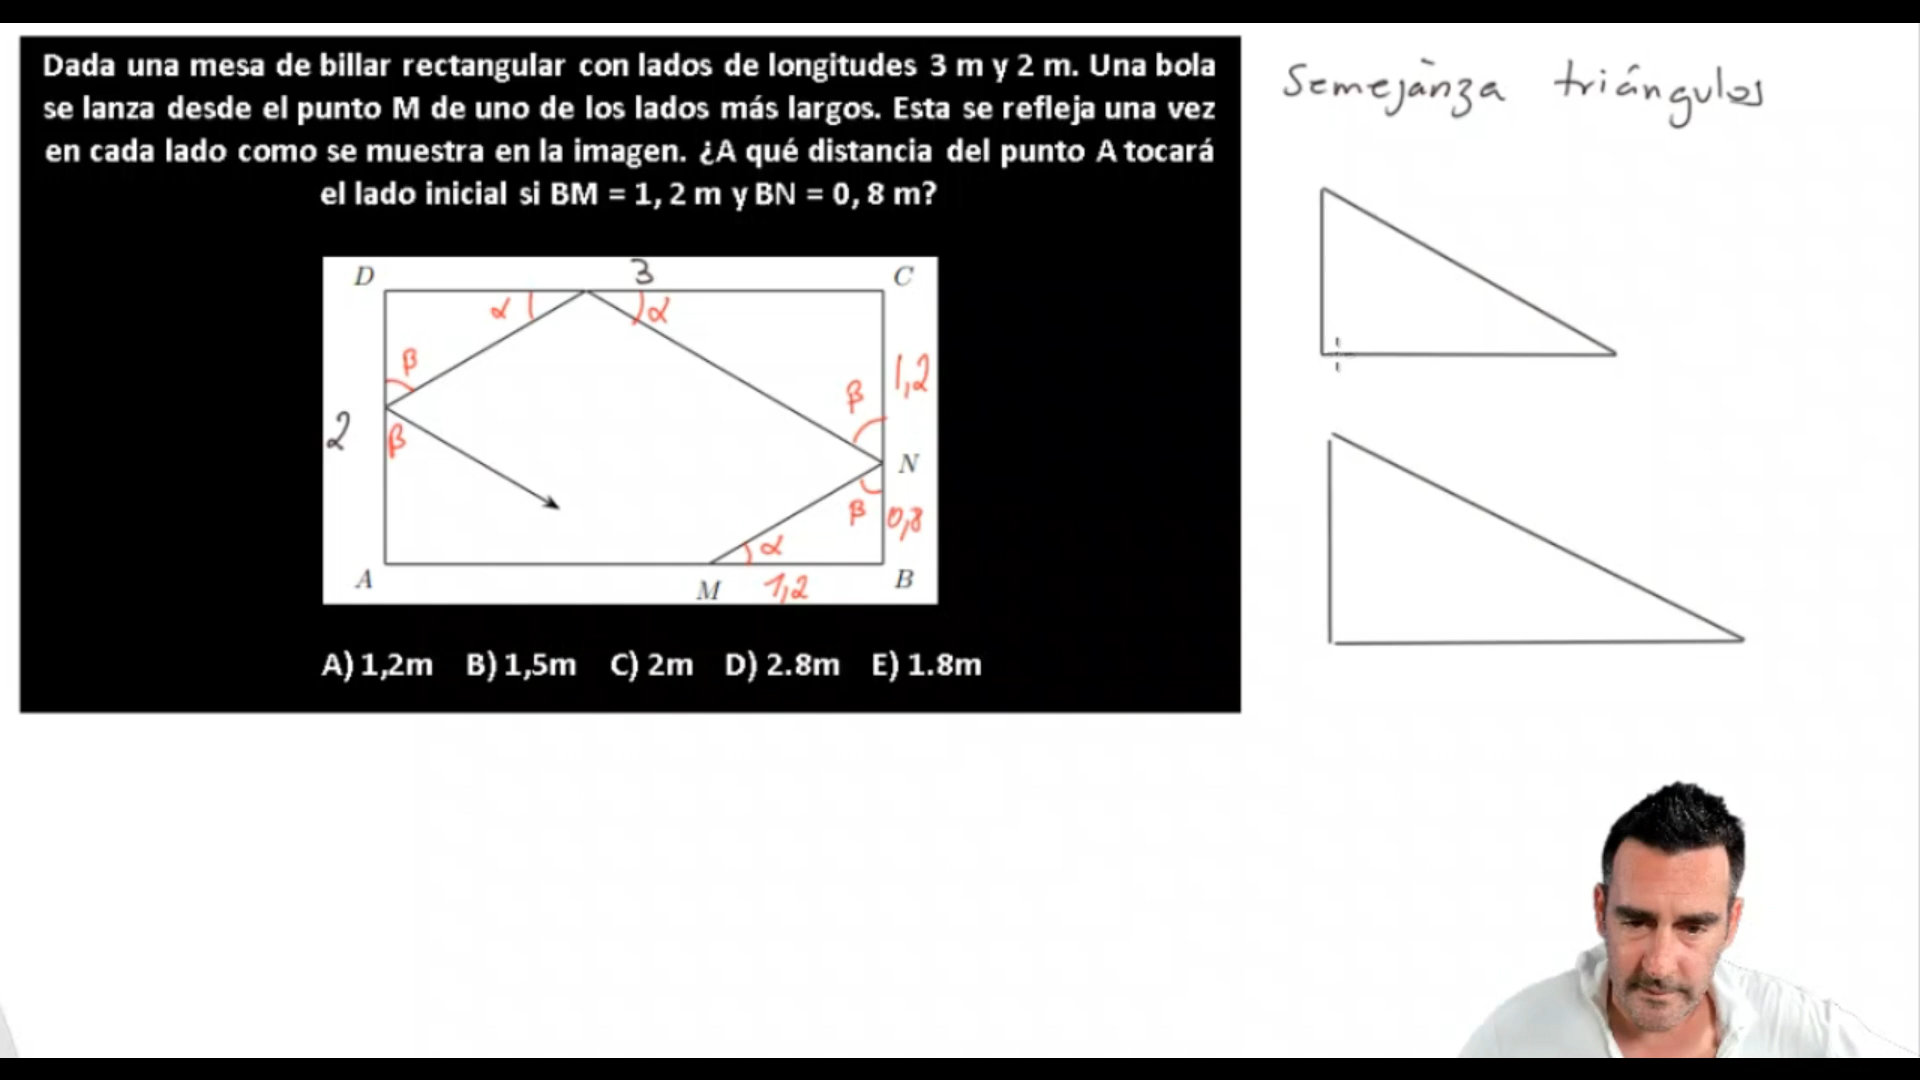 Dada una mesa de billar rectangular con lados de longitudes 3 m y 2 m. Una bola
se lanza desde el punto M de uno de los lados más largos. Esta se refleja una vez
en cada lado como se muestra en la imagen. ¿A qué distancia del punto A tocará
el lado inicial si BM = 1, 2 m y BN = 0, 8 m?
Semejanza triángulos
D 3 C
α α
β
1,2
β
2 β
N
β 0,8
α
A M 1,2 B
A) 1,2m B) 1,5m C) 2m D) 2.8m E) 1.8m